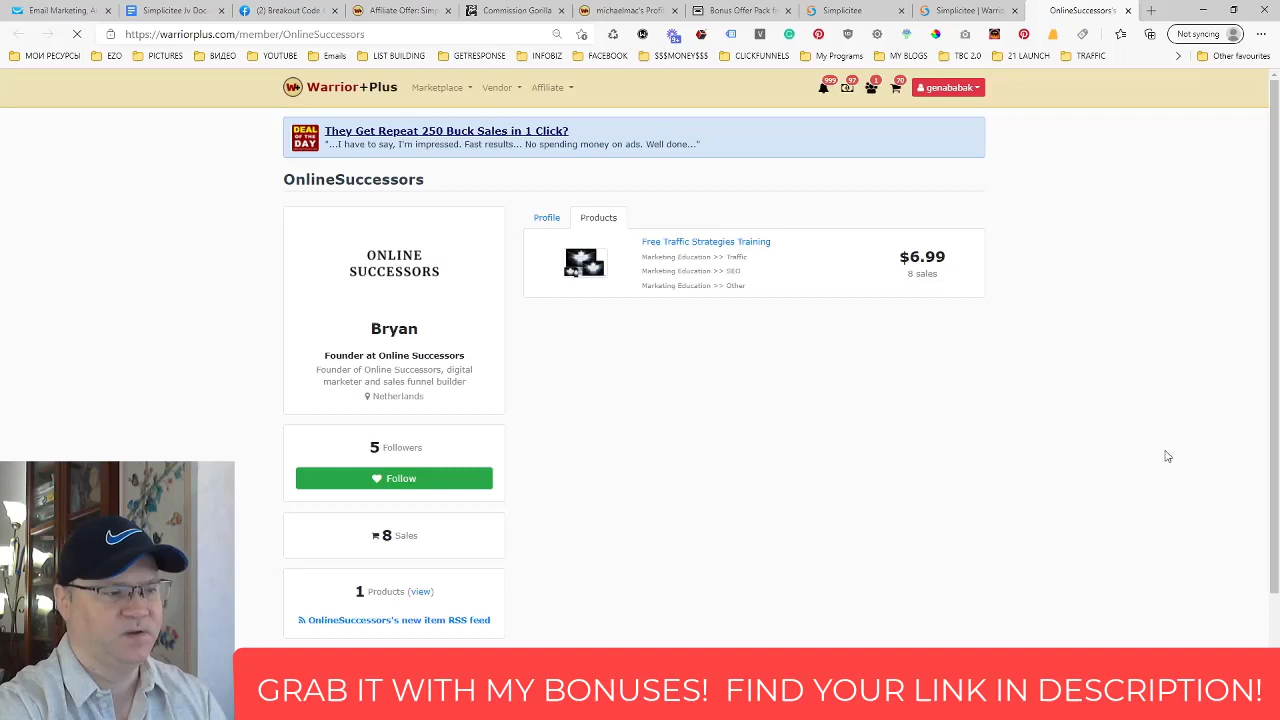 Email Marketing, A
Simplicitee Jv Doc
(2) Breakout Code
Affiliate Offer: Simp
Commission Gorilla
michaelmac's Profil
Bonus Offer Pack fr
Simplicitee
Simplicitee | Warrio
OnlineSuccessors's
https://warriorplus.com/member/OnlineSuccessors
Not syncing
МОИ РЕСУРСЫ
EZO
PICTURES
ВИДЕО
YOUTUBE
Emails
LIST BUILDING
GETRESPONSE
INFOBIZ
FACEBOOK
$$$MONEY$$$
CLICKFUNNELS
My Programs
MY BLOGS
TBC 2.0
21 LAUNCH
TRAFFIC
Other favourites
Warrior+Plus
Marketplace
Vendor
Affiliate
999
97
1
70
genababak
DEAL OF THE DAY
They Get Repeat 250 Buck Sales in 1 Click?
"...I have to say, I'm impressed. Fast results... No spending money on ads. Well done..."
OnlineSuccessors
ONLINE
SUCCESSORS
Bryan
Founder at Online Successors
Founder of Online Successors, digital
marketer and sales funnel builder
Netherlands
5 Followers
Follow
8 Sales
1 Products (view)
OnlineSuccessors's new item RSS feed
Profile
Products
Free Traffic Strategies Training
Marketing Education >> Traffic
Marketing Education >> SEO
Marketing Education >> Other
$6.99
8 sales
GRAB IT WITH MY BONUSES! FIND YOUR LINK IN DESCRIPTION!